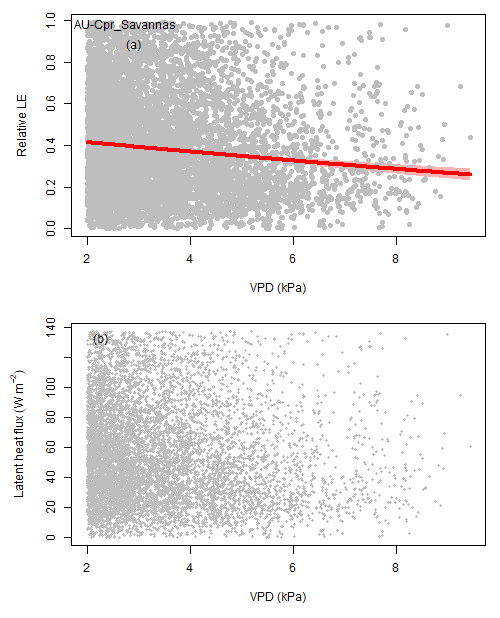 AU-Cpr_Savannas
(a)
1.0
0.8
0.6
0.4
0.2
0.0
Relative LE
2 4 6 8
VPD (kPa)
(b)
140
100
80
60
40
20
0
Latent heat flux (W m⁻²)
2 4 6 8
VPD (kPa)